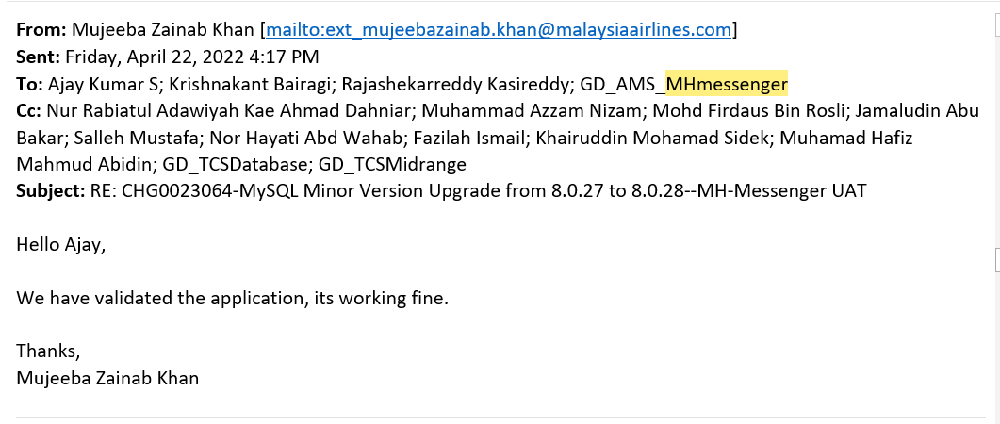 From: Mujeeba Zainab Khan [mailto:ext_mujeebazainab.khan@malaysiaairlines.com]
Sent: Friday, April 22, 2022 4:17 PM
To: Ajay Kumar S; Krishnakant Bairagi; Rajashekarreddy Kasireddy; GD_AMS_MHmessenger
Cc: Nur Rabiatul Adawiyah Kae Ahmad Dahniar; Muhammad Azzam Nizam; Mohd Firdaus Bin Rosli; Jamaludin Abu
Bakar; Salleh Mustafa; Nor Hayati Abd Wahab; Fazilah Ismail; Khairuddin Mohamad Sidek; Muhamad Hafiz
Mahmud Abidin; GD_TCSDatabase; GD_TCSMidrange
Subject: RE: CHG0023064-MySQL Minor Version Upgrade from 8.0.27 to 8.0.28--MH-Messenger UAT
Hello Ajay,
We have validated the application, its working fine.
Thanks,
Mujeeba Zainab Khan